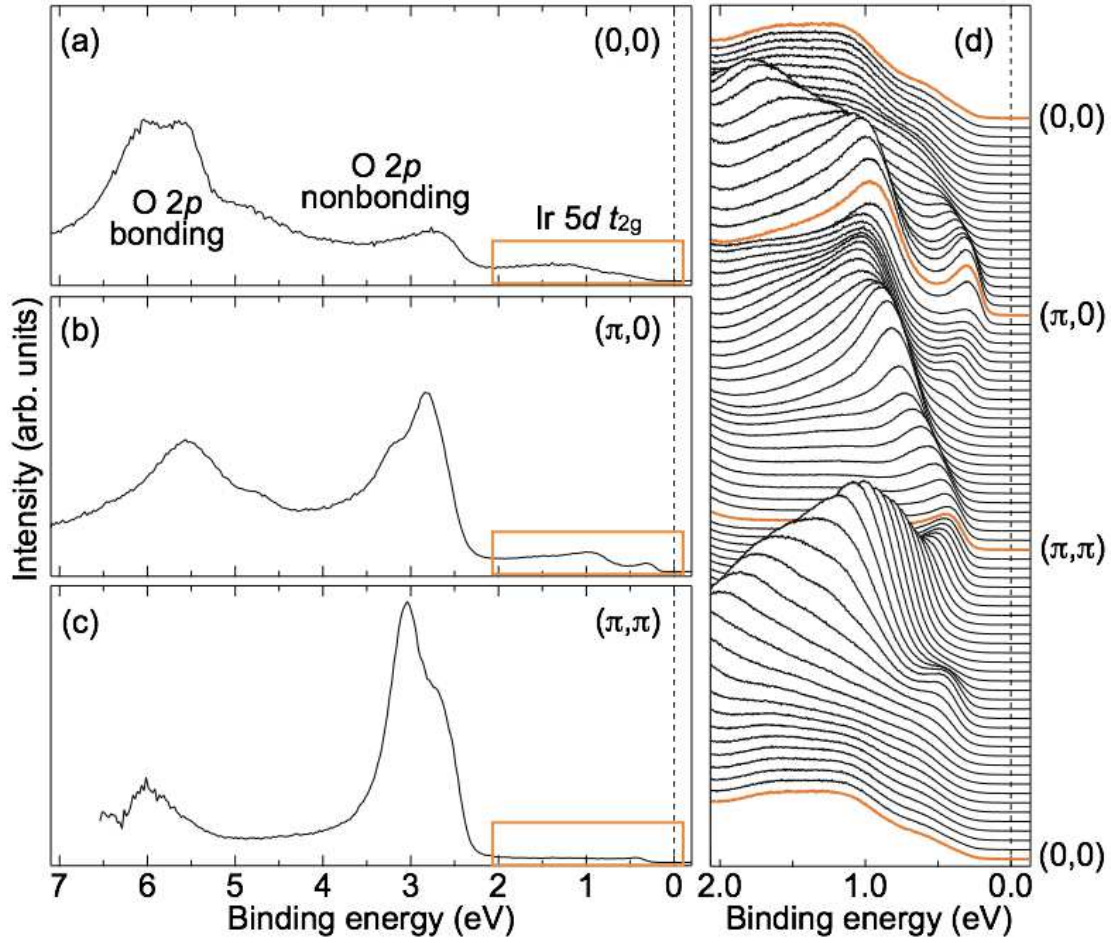 (a)
(0,0)
O 2p
bonding
O 2p
nonbonding
Ir 5d t2g
(b)
(π,0)
(c)
(π,π)
Intensity (arb. units)
7 6 5 4 3 2 1 0
Binding energy (eV)
(d)
(0,0)
(π,0)
(π,π)
(0,0)
2.0 1.0 0.0
Binding energy (eV)